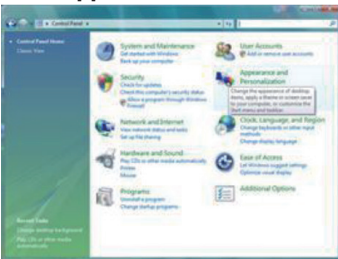 Control Panel
Control Panel Home
Classic View
System and Maintenance
Get started with Windows
Back up your computer
Security
Check for updates
Check this computer's security status
Allow a program through Windows Firewall
Network and Internet
View network status and tasks
Set up file sharing
Hardware and Sound
Play CDs or other media automatically
Printer
Mouse
Programs
Uninstall a program
Change startup programs
User Accounts
Add or remove user accounts
Appearance and
Personalization
Change the appearance of desktop
items, apply a theme or screen saver
to your computer, or customize the
Start menu and taskbar.
Clock, Language, and Region
Change keyboards or other input
methods
Change display language
Ease of Access
Let Windows suggest settings
Optimize visual display
Additional Options
Recent Tasks
Change desktop background
Play CDs or other media
automatically